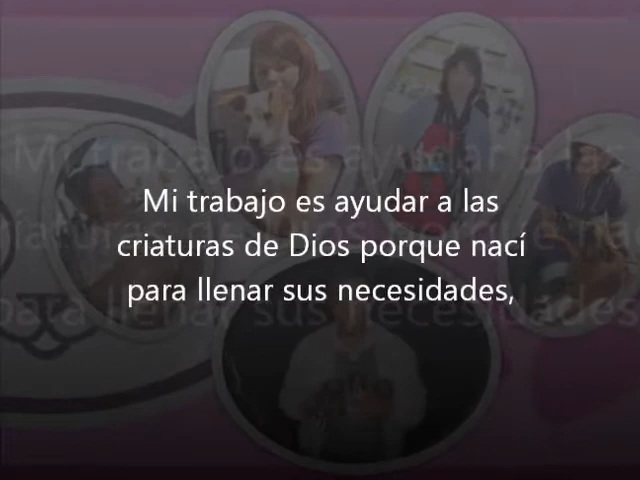 Mi trabajo es ayudar a las
criaturas de Dios porque nací
para llenar sus necesidades,